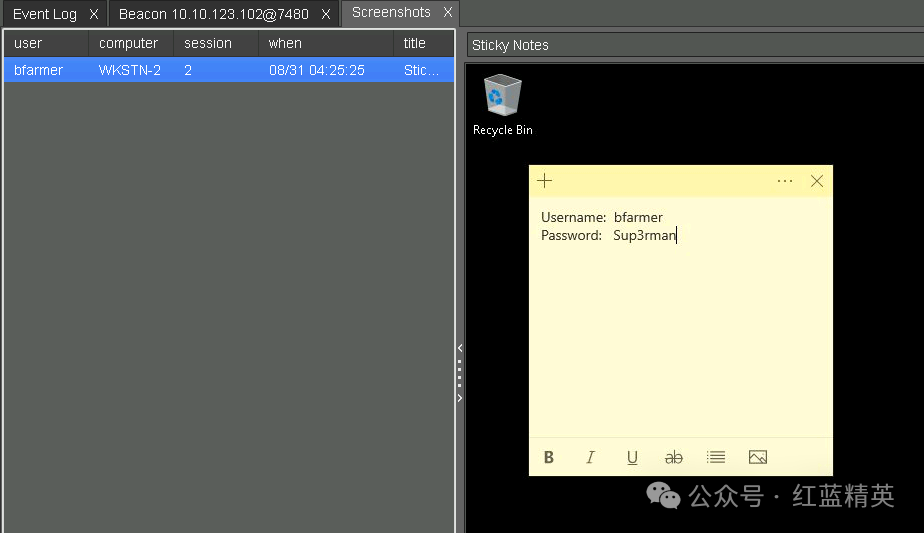 Event Log X Beacon 10.10.123.102@7480 X Screenshots X
user computer session when title
bfarmer WKSTN-2 2 08/31 04:25:25 Stic...
Sticky Notes
Recycle Bin
Username: bfarmer
Password: Sup3rman
B I U ab
公众号 · 红蓝精英